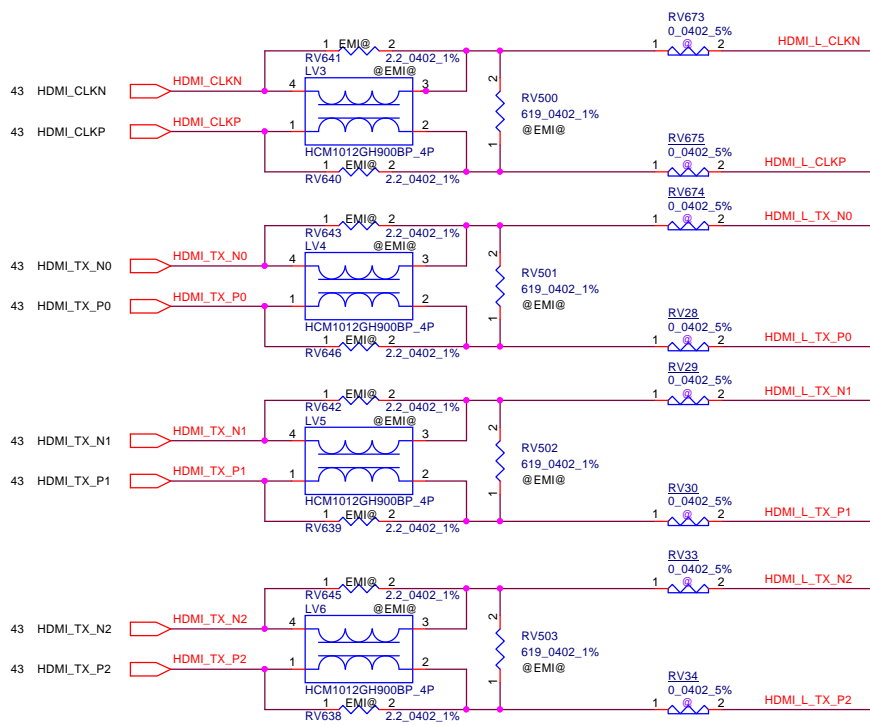 RV673
0_0402_5%
1 @ 2 HDMI_L_CLKN
1 EMI@ 2
RV641 2.2_0402_1%
LV3 @EMI@
43 HDMI_CLKN HDMI_CLKN 4 3
2
RV500
619_0402_1%
@EMI@
1
43 HDMI_CLKP HDMI_CLKP 1 2
HCM1012GH900BP_4P
1 EMI@ 2
RV640 2.2_0402_1%
RV675
0_0402_5%
1 @ 2 HDMI_L_CLKP
RV674
0_0402_5%
1 @ 2 HDMI_L_TX_N0
1 EMI@ 2
RV643 2.2_0402_1%
LV4 @EMI@
43 HDMI_TX_N0 HDMI_TX_N0 4 3
2
RV501
619_0402_1%
@EMI@
1
43 HDMI_TX_P0 HDMI_TX_P0 1 2
HCM1012GH900BP_4P
1 EMI@ 2
RV646 2.2_0402_1%
RV28
0_0402_5%
1 @ 2 HDMI_L_TX_P0
RV29
0_0402_5%
1 @ 2 HDMI_L_TX_N1
1 EMI@ 2
RV642 2.2_0402_1%
LV5 @EMI@
43 HDMI_TX_N1 HDMI_TX_N1 4 3
2
RV502
619_0402_1%
@EMI@
1
43 HDMI_TX_P1 HDMI_TX_P1 1 2
HCM1012GH900BP_4P
1 EMI@ 2
RV639 2.2_0402_1%
RV30
0_0402_5%
1 @ 2 HDMI_L_TX_P1
RV33
0_0402_5%
1 @ 2 HDMI_L_TX_N2
1 EMI@ 2
RV645 2.2_0402_1%
LV6 @EMI@
43 HDMI_TX_N2 HDMI_TX_N2 4 3
2
RV503
619_0402_1%
@EMI@
1
43 HDMI_TX_P2 HDMI_TX_P2 1 2
HCM1012GH900BP_4P
1 EMI@ 2
RV638 2.2_0402_1%
RV34
0_0402_5%
1 @ 2 HDMI_L_TX_P2